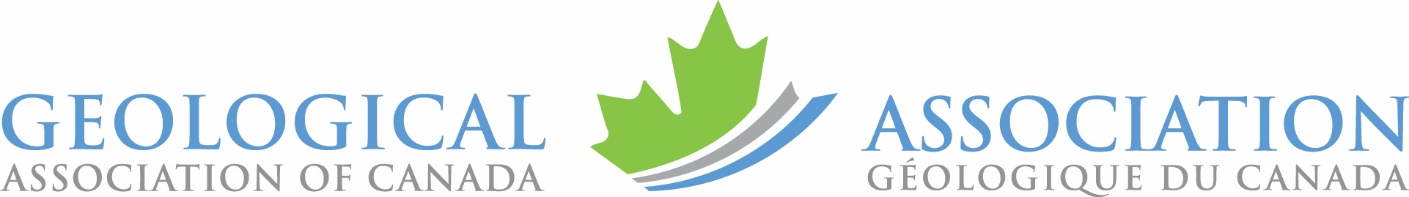 GEOLOGICAL
ASSOCIATION OF CANADA
ASSOCIATION
GÉOLOGIQUE DU CANADA